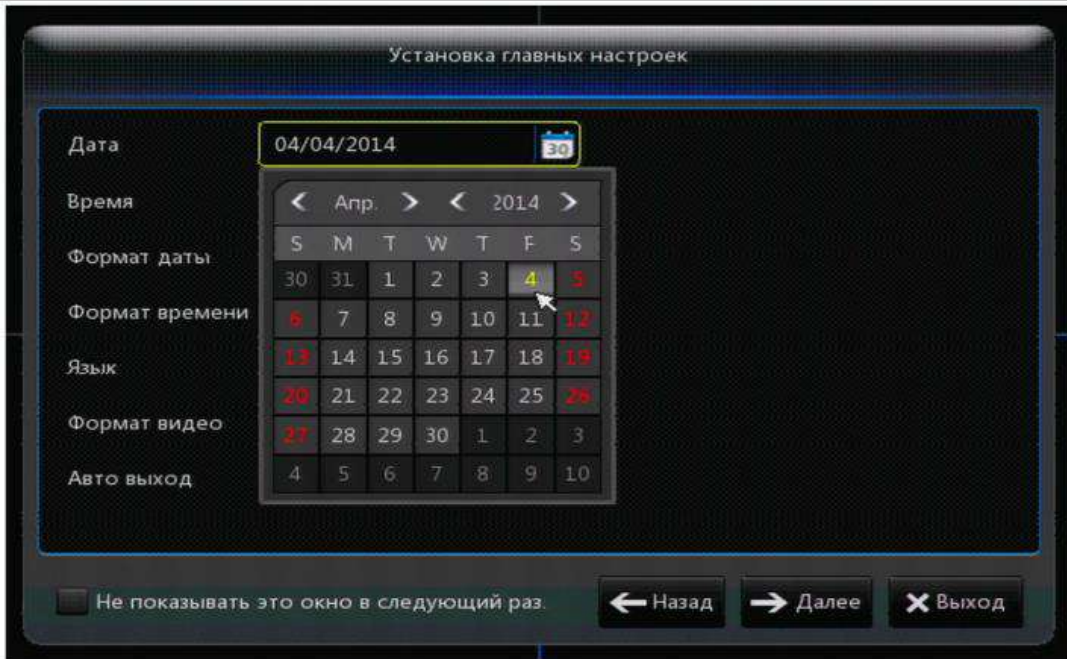 Установка главных настроек
Дата 04/04/2014 30
Время
Апр. 2014
S M T W T F S
Формат даты
30 31 1 2 3 4 5
Формат времени
6 7 8 9 10 11 12
13 14 15 16 17 18 19
Язык
20 21 22 23 24 25 26
Формат видео
27 28 29 30 1 2 3
Авто выход
4 5 6 7 8 9 10
Не показывать это окно в следующий раз.
Назад Далее Выход